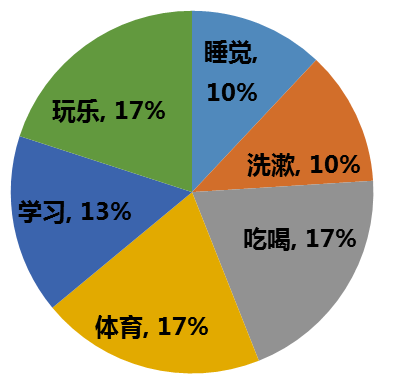 睡觉,
10%
洗漱, 10%
吃喝, 17%
体育, 17%
学习, 13%
玩乐, 17%